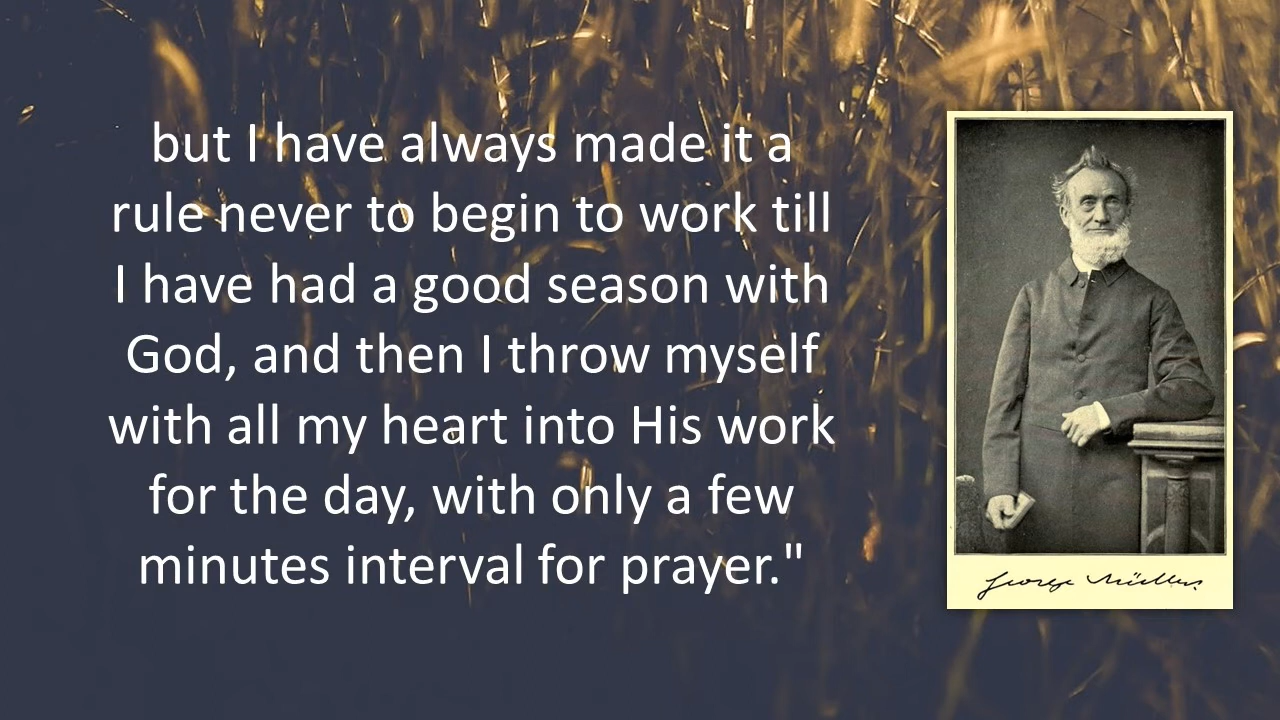 but I have always made it a
rule never to begin to work till
I have had a good season with
God, and then I throw myself
with all my heart into His work
for the day, with only a few
minutes interval for prayer."
George Müller.